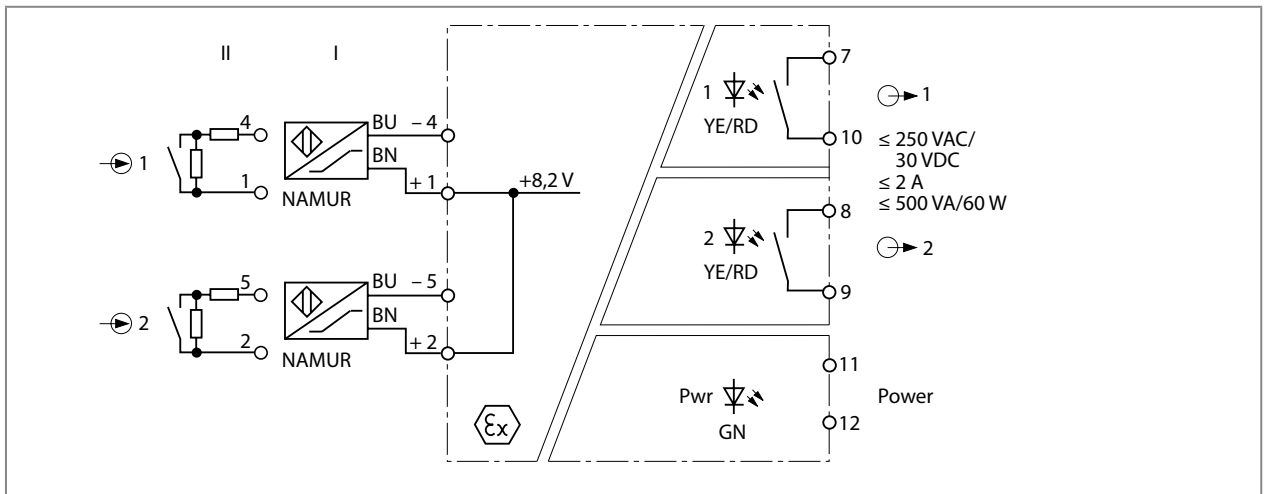 II
I
1
4
1
BU
– 4
BN
+ 1
NAMUR
+8,2 V
2
5
2
BU
– 5
BN
+ 2
NAMUR
Ex
1
YE/RD
7
10
1
≤ 250 VAC/
30 VDC
≤ 2 A
≤ 500 VA/60 W
2
YE/RD
8
9
2
Pwr
GN
11
12
Power